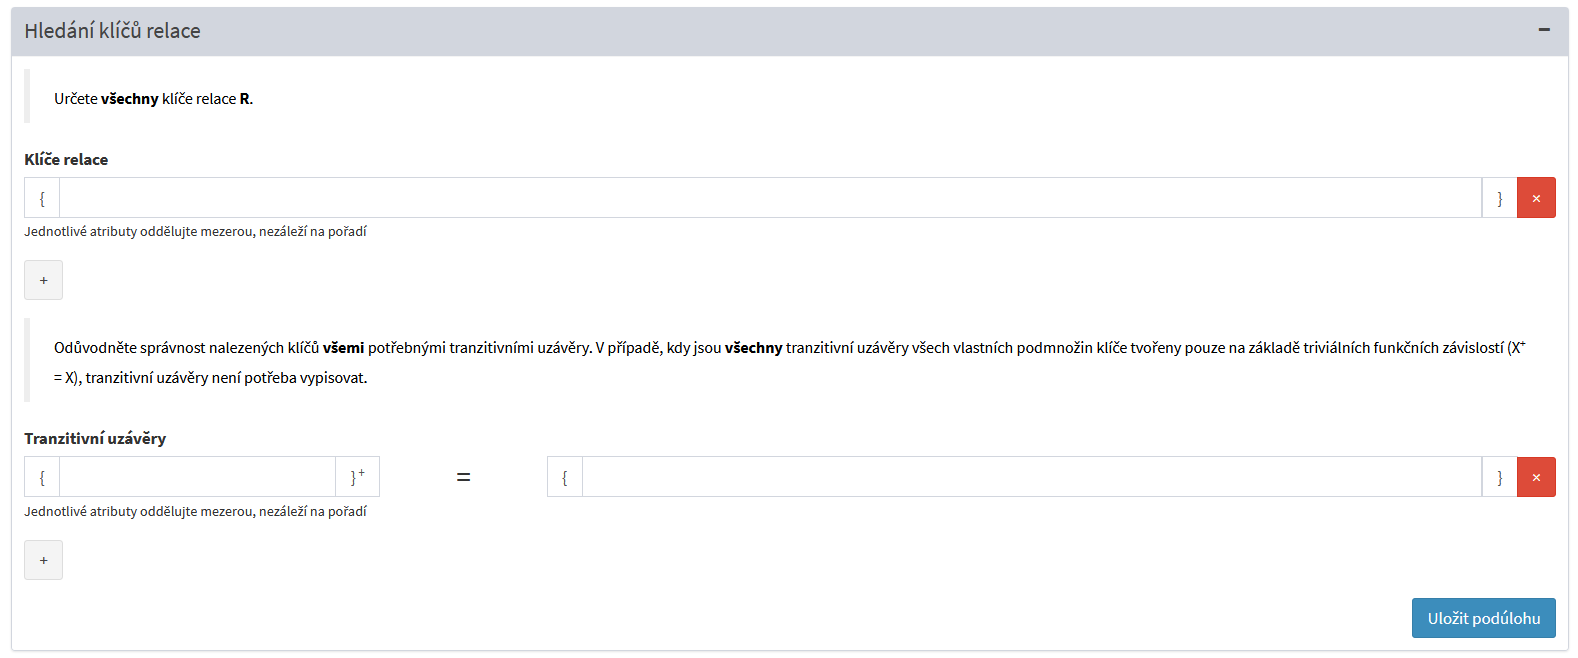 Hledání klíčů relace
Určete všechny klíče relace R.
Klíče relace
{ } ×
Jednotlivé atributy oddělujte mezerou, nezáleží na pořadí
+
Odůvodněte správnost nalezených klíčů všemi potřebnými tranzitivními uzávěry. V případě, kdy jsou všechny tranzitivní uzávěry všech vlastních podmnožin klíče tvořeny pouze na základě triviálních funkčních závislostí (X⁺
= X), tranzitivní uzávěry není potřeba vypisovat.
Tranzitivní uzávěry
{ }⁺ = { } ×
Jednotlivé atributy oddělujte mezerou, nezáleží na pořadí
+
Uložit podúlohu